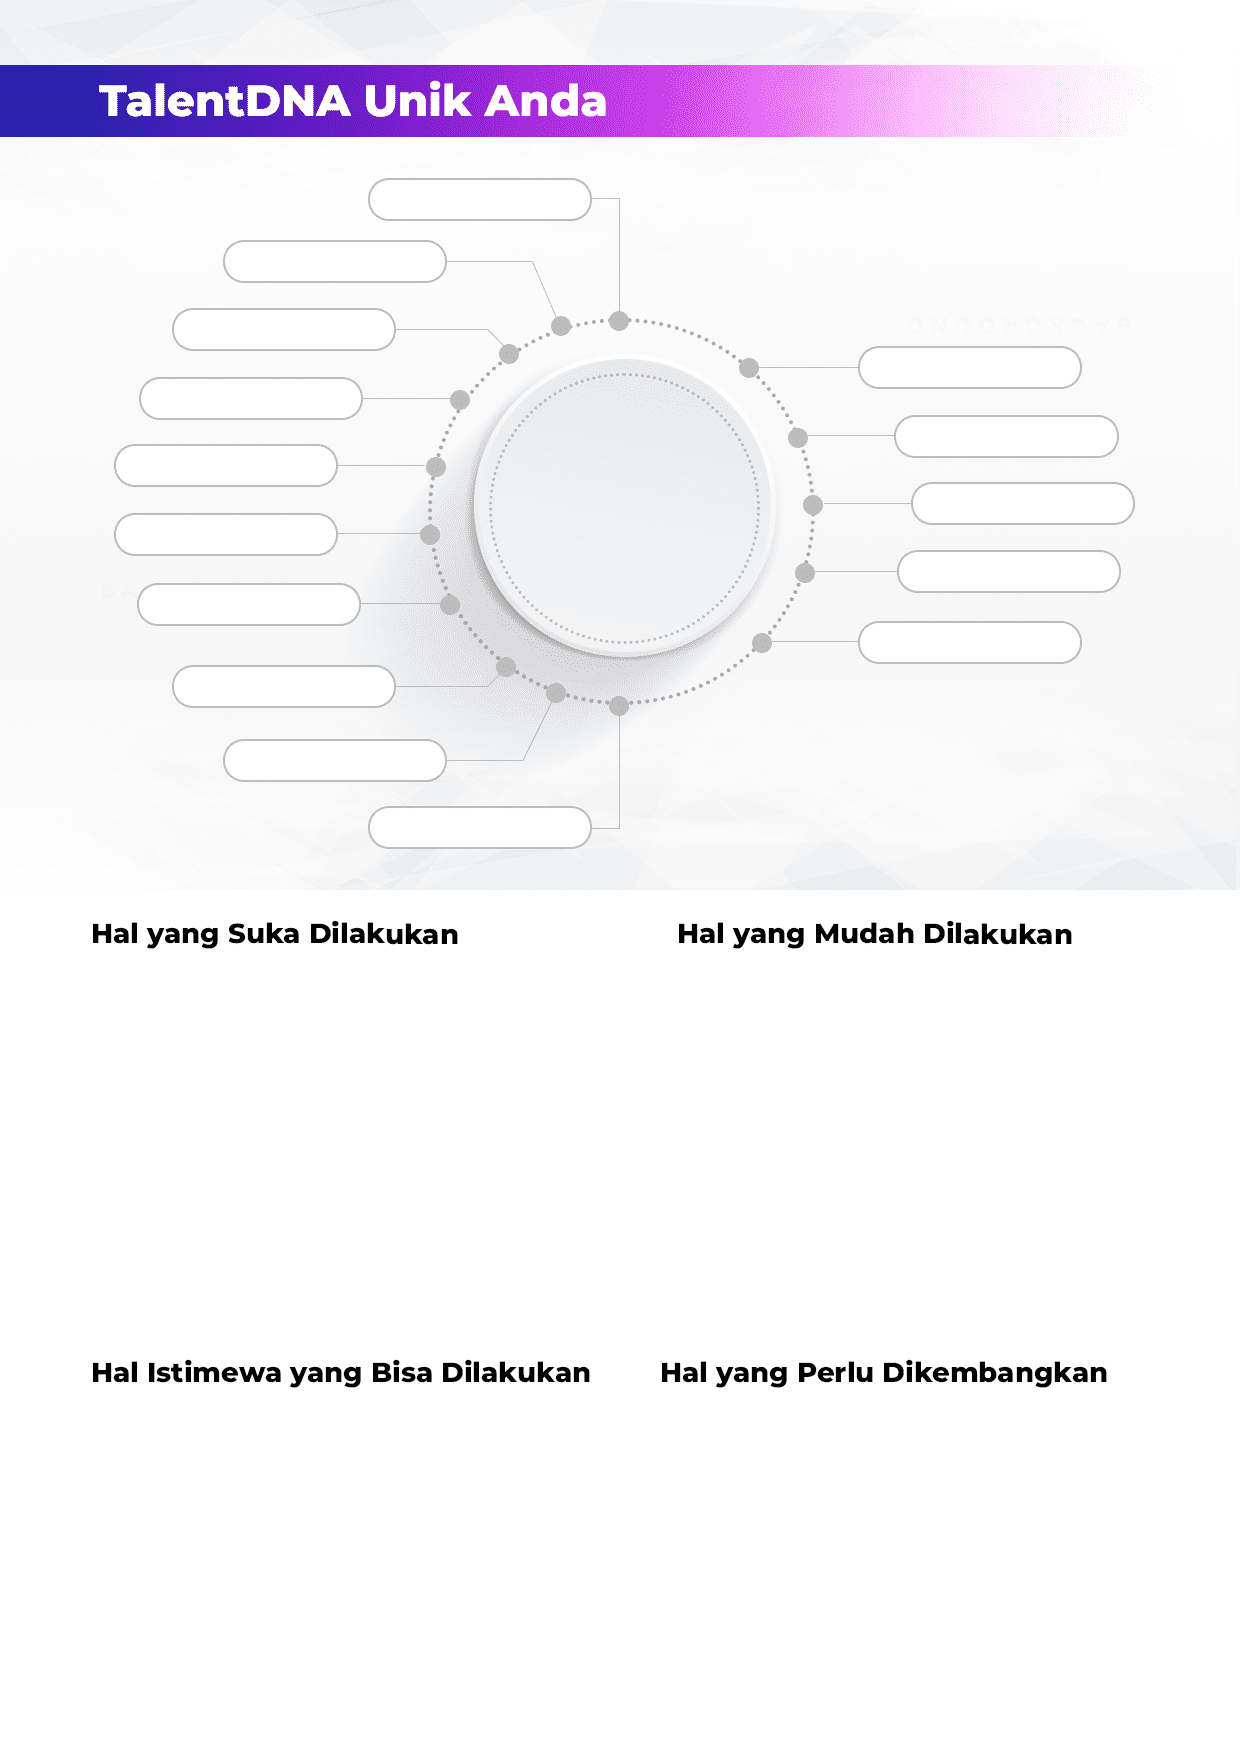 TalentDNA Unik Anda
BACKGROUND
Hal yang Suka Dilakukan
Hal yang Mudah Dilakukan
Hal Istimewa yang Bisa Dilakukan
Hal yang Perlu Dikembangkan